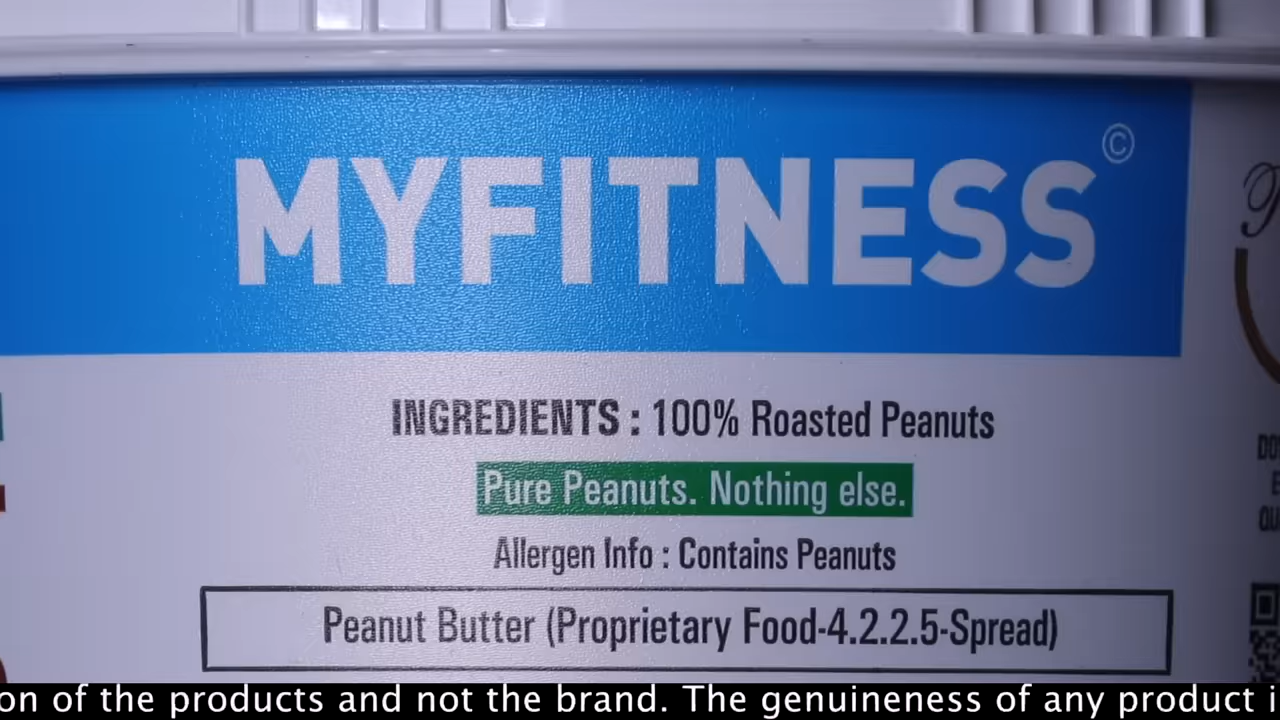 MYFITNESS©
INGREDIENTS : 100% Roasted Peanuts
Pure Peanuts. Nothing else.
Allergen Info : Contains Peanuts
Peanut Butter (Proprietary Food-4.2.2.5-Spread)
on of the products and not the brand. The genuineness of any product i